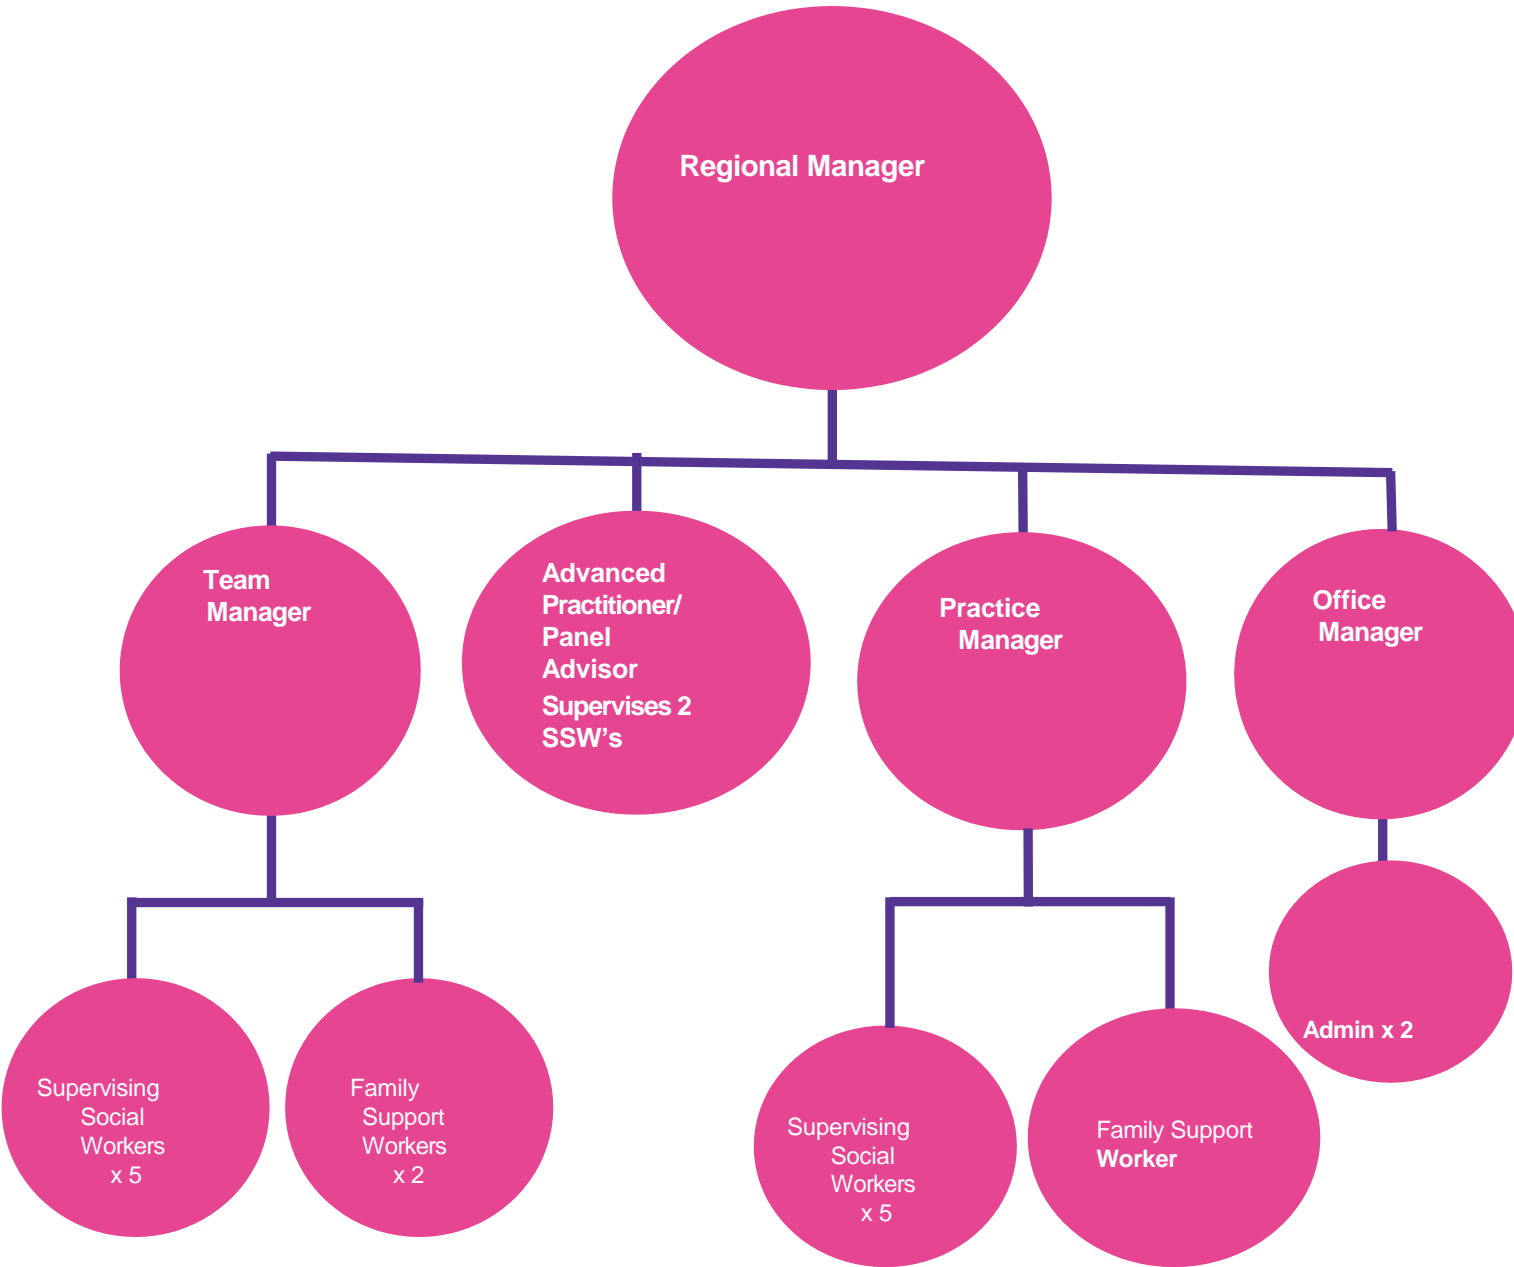 Regional Manager
Team
Manager
Advanced
Practitioner/
Panel
Advisor
Supervises 2
SSW’s
Practice
Manager
Office
Manager
Supervising
Social
Workers
x 5
Family
Support
Workers
x 2
Supervising
Social
Workers
x 5
Family Support
Worker
Admin x 2